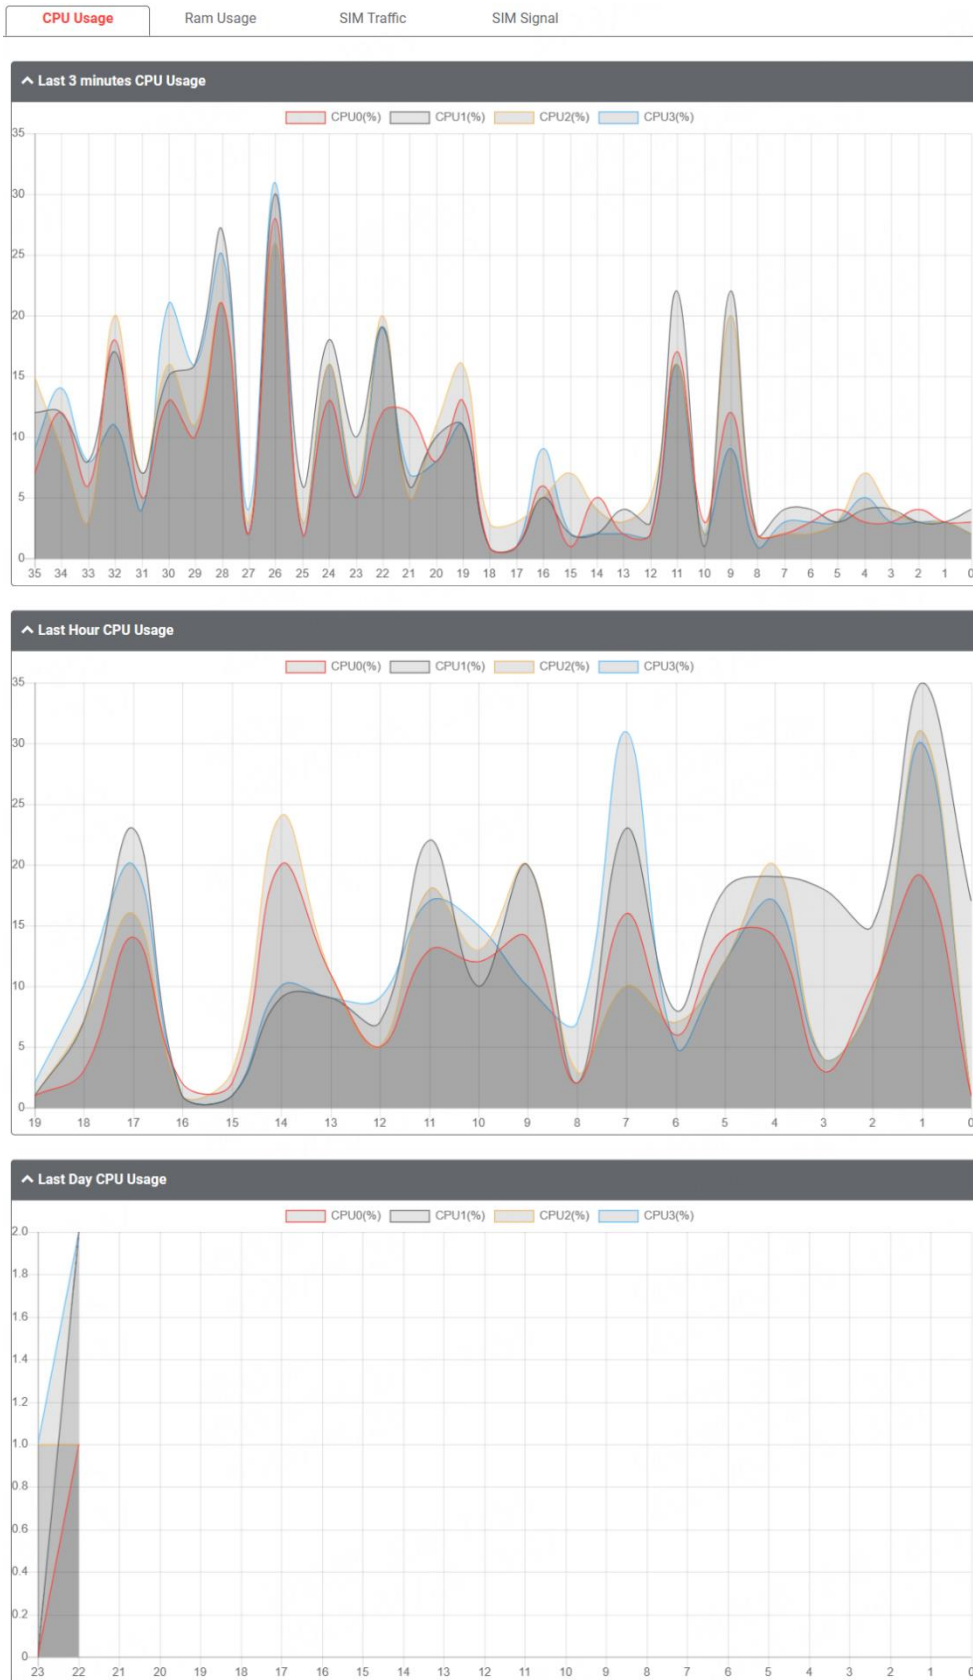 CPU Usage Ram Usage SIM Traffic SIM Signal
Last 3 minutes CPU Usage
CPU0(%) CPU1(%) CPU2(%) CPU3(%)
35
30
25
20
15
10
5
0
35 34 33 32 31 30 29 28 27 26 25 24 23 22 21 20 19 18 17 16 15 14 13 12 11 10 9 8 7 6 5 4 3 2 1 0
Last Hour CPU Usage
CPU0(%) CPU1(%) CPU2(%) CPU3(%)
35
30
25
20
15
10
5
0
19 18 17 16 15 14 13 12 11 10 9 8 7 6 5 4 3 2 1 0
Last Day CPU Usage
CPU0(%) CPU1(%) CPU2(%) CPU3(%)
2.0
1.8
1.6
1.4
1.2
1.0
0.8
0.6
0.4
0.2
0
23 22 21 20 19 18 17 16 15 14 13 12 11 10 9 8 7 6 5 4 3 2 1 0